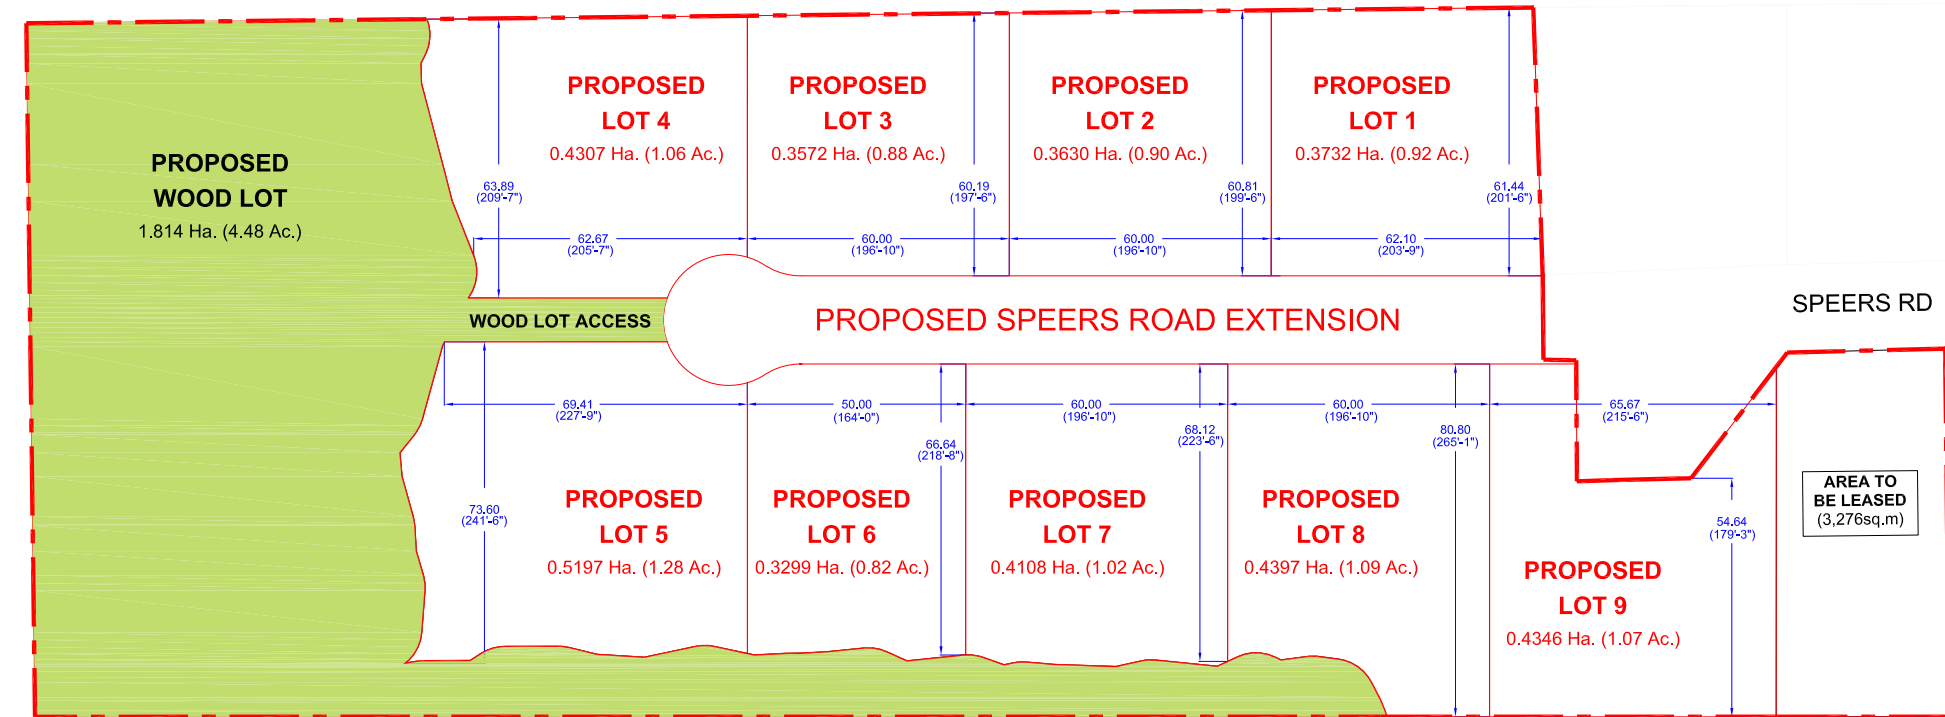 PROPOSED
WOOD LOT
1.814 Ha. (4.48 Ac.)
PROPOSED
LOT 4
0.4307 Ha. (1.06 Ac.)
63.89
(209'-7")
62.67
(205'-7")
PROPOSED
LOT 3
0.3572 Ha. (0.88 Ac.)
60.19
(197'-6")
60.00
(196'-10")
PROPOSED
LOT 2
0.3630 Ha. (0.90 Ac.)
60.81
(199'-6")
60.00
(196'-10")
PROPOSED
LOT 1
0.3732 Ha. (0.92 Ac.)
61.44
(201'-6")
62.10
(203'-9")
WOOD LOT ACCESS
PROPOSED SPEERS ROAD EXTENSION
SPEERS RD
69.41
(227'-9")
73.60
(241'-6")
PROPOSED
LOT 5
0.5197 Ha. (1.28 Ac.)
50.00
(164'-0")
66.64
(218'-8")
PROPOSED
LOT 6
0.3299 Ha. (0.82 Ac.)
60.00
(196'-10")
68.12
(223'-6")
PROPOSED
LOT 7
0.4108 Ha. (1.02 Ac.)
60.00
(196'-10")
80.80
(265'-1")
PROPOSED
LOT 8
0.4397 Ha. (1.09 Ac.)
65.67
(215'-6")
54.64
(179'-3")
PROPOSED
LOT 9
0.4346 Ha. (1.07 Ac.)
AREA TO
BE LEASED
(3,276sq.m)